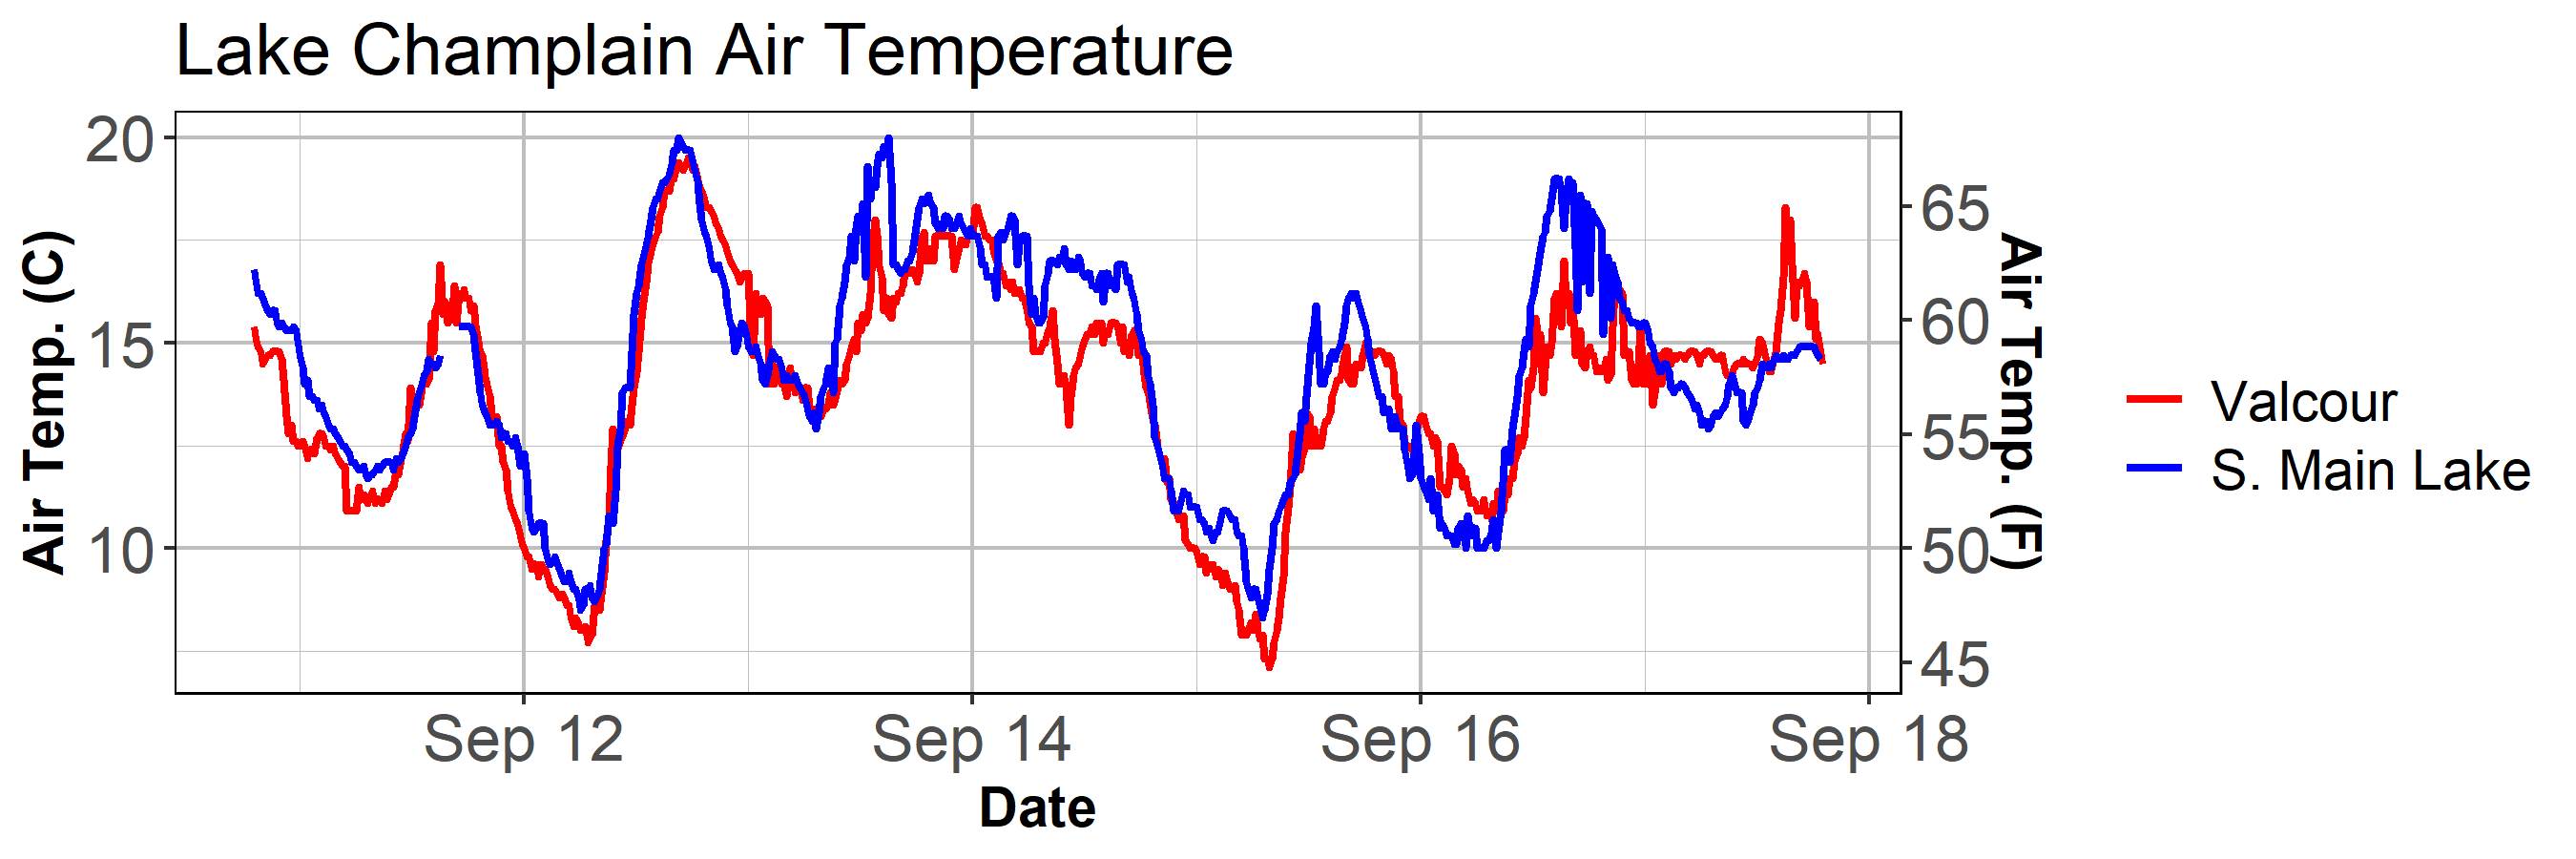 Lake Champlain Air Temperature
Air Temp. (C)
20
15
10
65
60
55
50
45
Air Temp. (F)
Sep 12
Sep 14
Sep 16
Sep 18
Date
Valcour
S. Main Lake